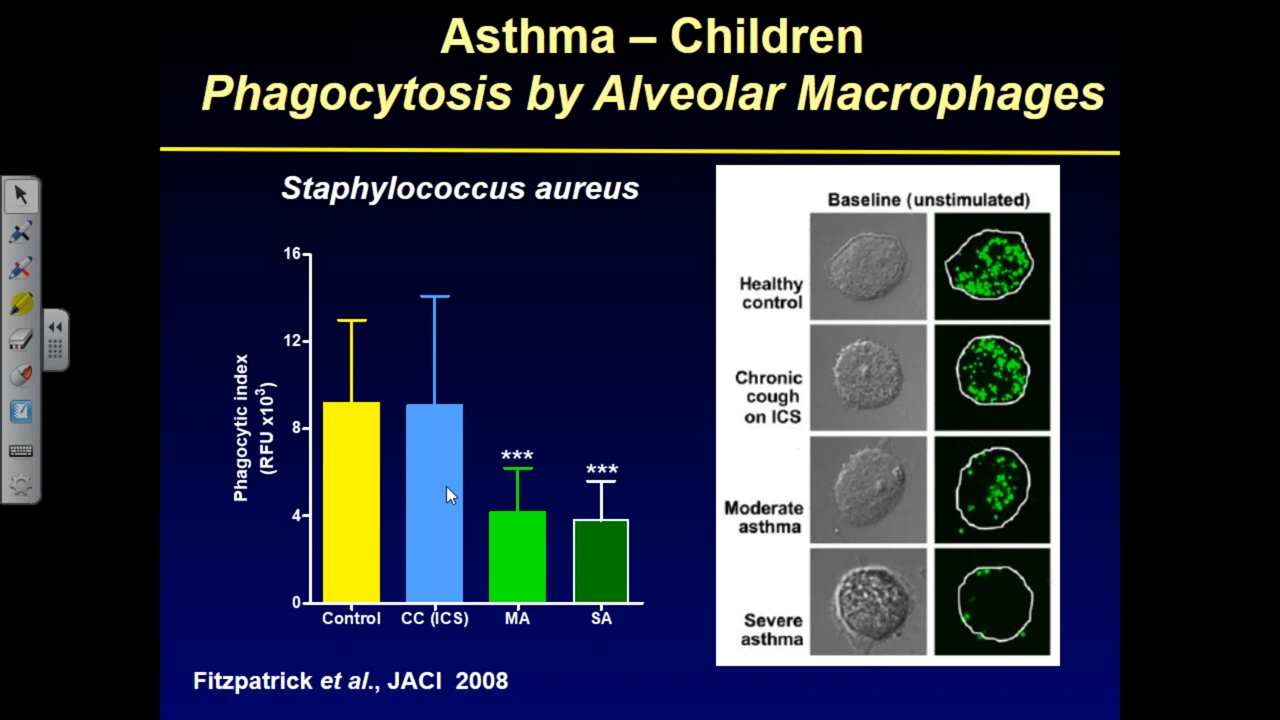 Asthma – Children
Phagocytosis by Alveolar Macrophages
Staphylococcus aureus
16
12
8
4
0
Phagocytic index
(RFU x10³)
***
***
Control
CC (ICS)
MA
SA
Baseline (unstimulated)
Healthy
control
Chronic
cough
on ICS
Moderate
asthma
Severe
asthma
Fitzpatrick et al., JACI 2008